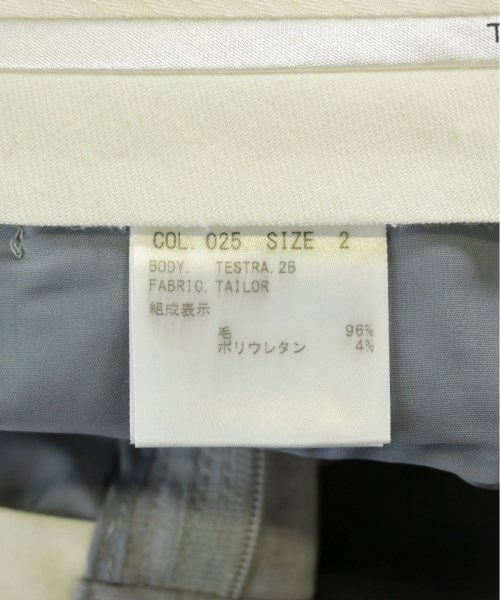 T
COL. 025 SIZE 2
BODY. TESTRA.2B
FABRIC. TAILOR
組成表示
毛 96%
ポリウレタン 4%